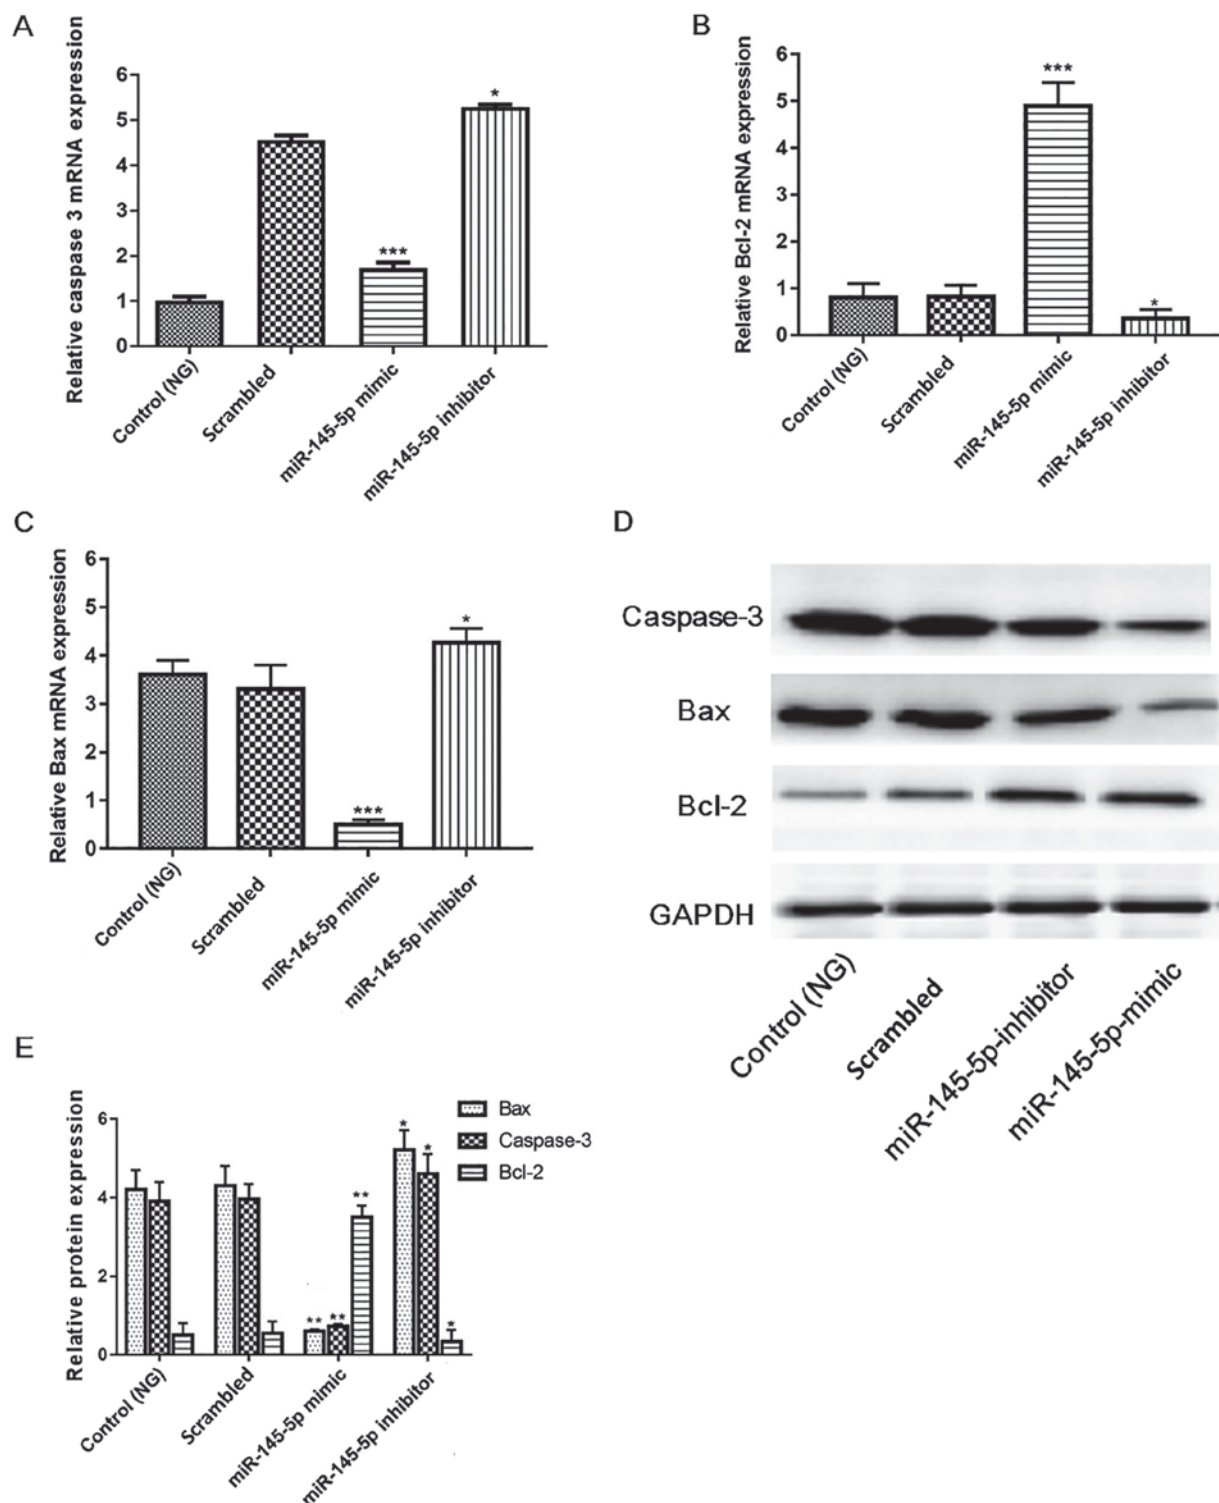 A
Relative caspase 3 mRNA expression
6
5
4
3
2
1
0
***
*
Control (NG)
Scrambled
miR-145-5p mimic
miR-145-5p inhibitor
B
Relative Bcl-2 mRNA expression
6
5
4
3
2
1
0
***
*
Control (NG)
Scrambled
miR-145-5p mimic
miR-145-5p inhibitor
C
Relative Bax mRNA expression
6
5
4
3
2
1
0
***
*
Control (NG)
Scrambled
miR-145-5p mimic
miR-145-5p inhibitor
D
Caspase-3
Bax
Bcl-2
GAPDH
Control (NG)
Scrambled
miR-145-5p-inhibitor
miR-145-5p-mimic
E
Relative protein expression
6
4
2
0
Bax
Caspase-3
Bcl-2
**
**
**
*
*
*
Control (NG)
Scrambled
miR-145-5p mimic
miR-145-5p inhibitor